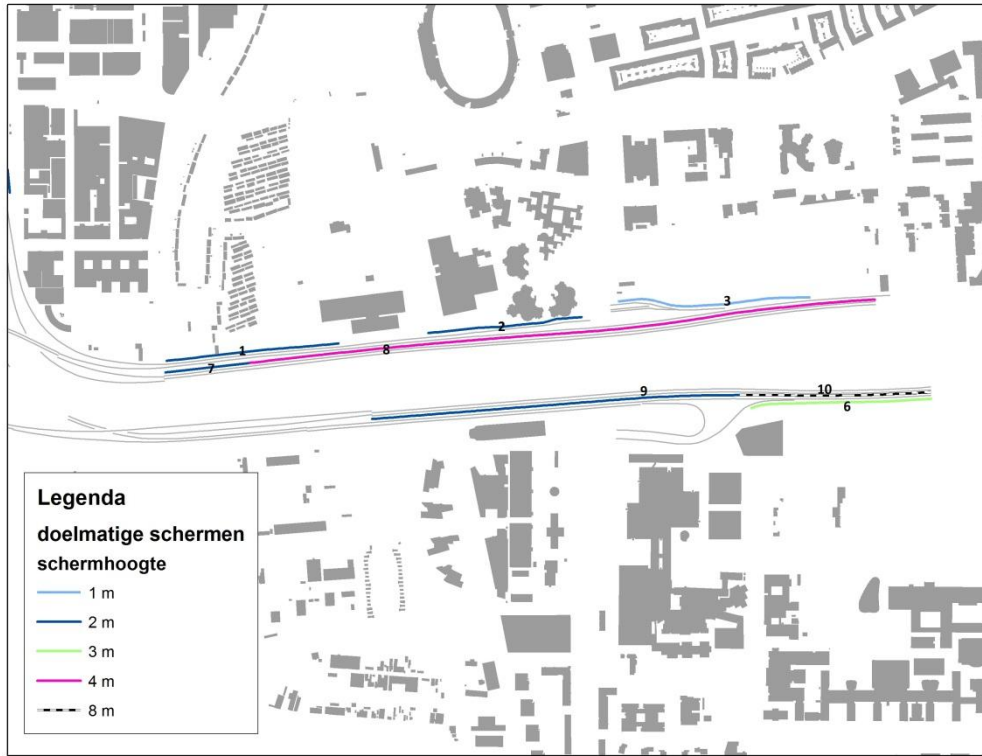 3
2
1
8
7
9
10
6
Legenda
doelmatige schermen
schermhoogte
1 m
2 m
3 m
4 m
8 m